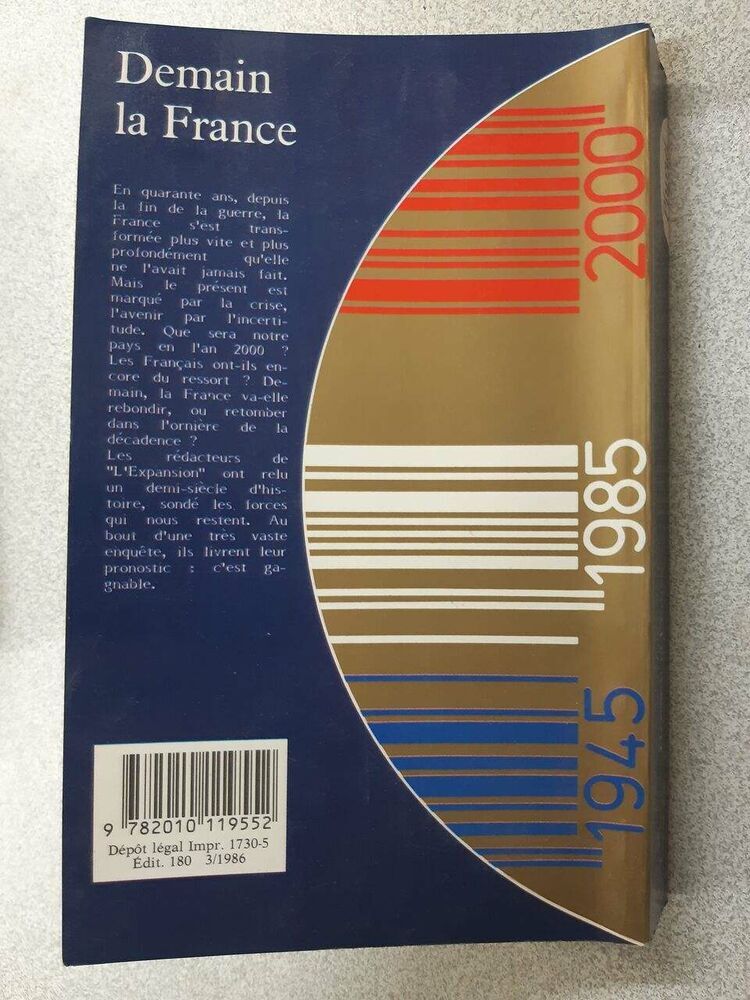 Demain
la France
En quarante ans, depuis
la fin de la guerre, la
France s'est trans-
formée plus vite et plus
profondément qu'elle
ne l'avait jamais fait.
Mais le présent est
marqué par la crise,
l'avenir par l'incerti-
tude. Que sera notre
pays en l'an 2000 ?
Les Français ont-ils en-
core du ressort ? De-
main, la France va-elle
rebondir, ou retomber
dans l'ornière de la
décadence ?
Les rédacteurs de
"L'Expansion" ont relu
un demi-siècle d'his-
toire, sondé les forces
qui nous restent. Au
bout d'une très vaste
enquête, ils livrent leur
pronostic : c'est ga-
gnable.
2000
1985
1945
9 782010 119552
Dépôt légal Impr. 1730-5
Édit. 180 3/1986